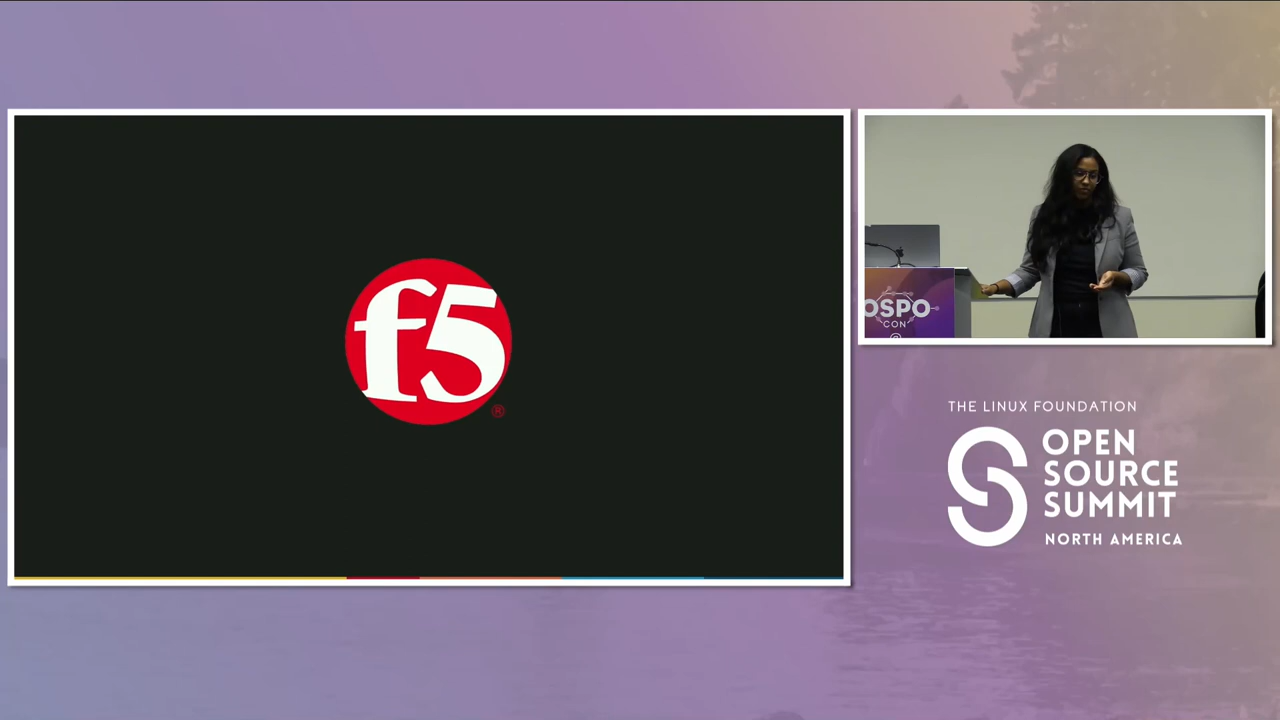 f5
®
OSPO
CON
THE LINUX FOUNDATION
OPEN
SOURCE
SUMMIT
NORTH AMERICA